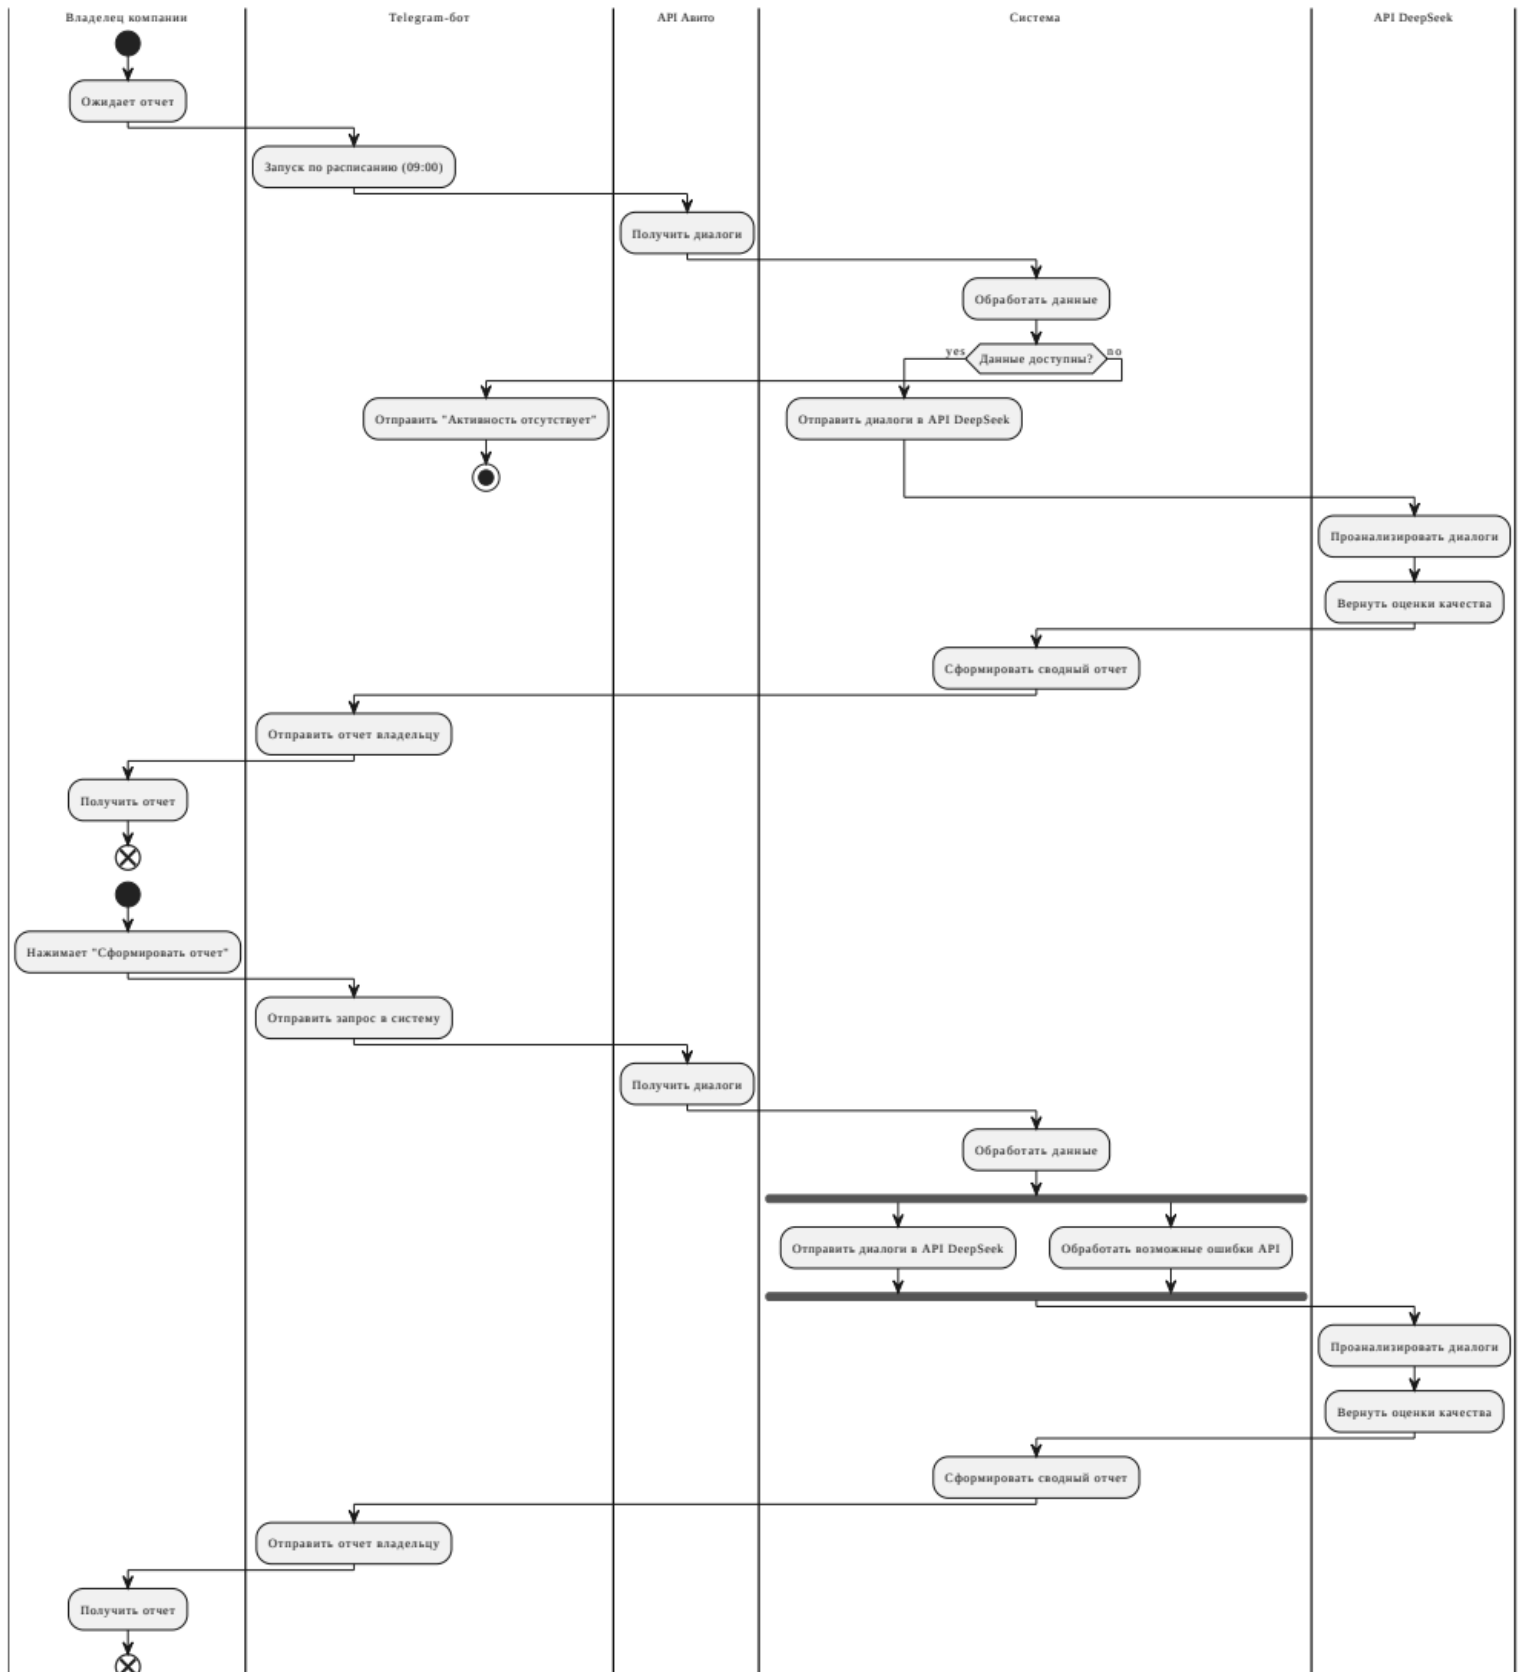 Владелец компании
Telegram-бот
API Авито
Система
API DeepSeek
Ожидает отчет
Запуск по расписанию (09:00)
Получить диалоги
Обработать данные
yes
Данные доступны?
no
Отправить "Активность отсутствует"
Отправить диалоги в API DeepSeek
Проанализировать диалоги
Вернуть оценки качества
Сформировать сводный отчет
Отправить отчет владельцу
Получить отчет
Нажимает "Сформировать отчет"
Отправить запрос в систему
Получить диалоги
Обработать данные
Отправить диалоги в API DeepSeek
Обработать возможные ошибки API
Проанализировать диалоги
Вернуть оценки качества
Сформировать сводный отчет
Отправить отчет владельцу
Получить отчет